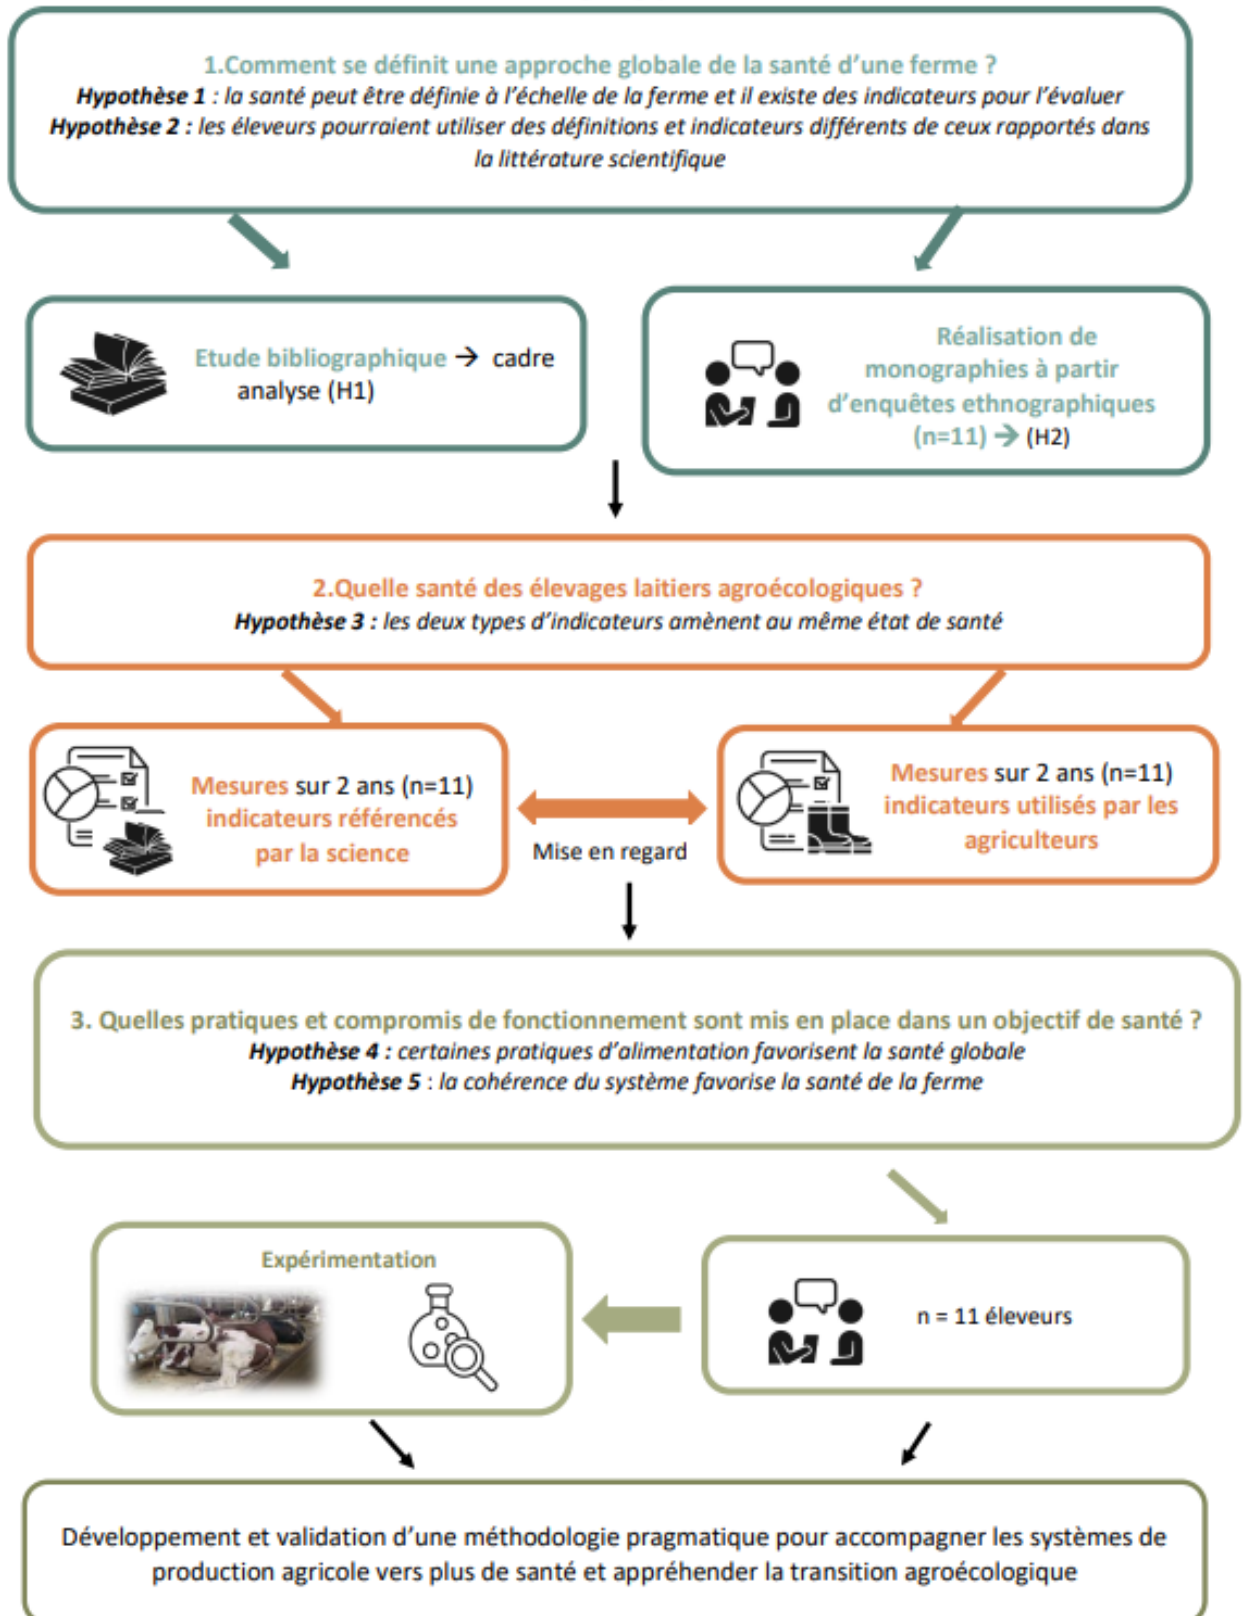 1.Comment se définit une approche globale de la santé d’une ferme ?
Hypothèse 1 : la santé peut être définie à l’échelle de la ferme et il existe des indicateurs pour l’évaluer
Hypothèse 2 : les éleveurs pourraient utiliser des définitions et indicateurs différents de ceux rapportés dans
la littérature scientifique
Etude bibliographique → cadre
analyse (H1)
Réalisation de
monographies à partir
d’enquêtes ethnographiques
(n=11) → (H2)
2.Quelle santé des élevages laitiers agroécologiques ?
Hypothèse 3 : les deux types d’indicateurs amènent au même état de santé
Mesures sur 2 ans (n=11)
indicateurs référencés
par la science
Mise en regard
Mesures sur 2 ans (n=11)
indicateurs utilisés par les
agriculteurs
3. Quelles pratiques et compromis de fonctionnement sont mis en place dans un objectif de santé ?
Hypothèse 4 : certaines pratiques d’alimentation favorisent la santé globale
Hypothèse 5 : la cohérence du système favorise la santé de la ferme
Expérimentation
n = 11 éleveurs
Développement et validation d’une méthodologie pragmatique pour accompagner les systèmes de
production agricole vers plus de santé et appréhender la transition agroécologique